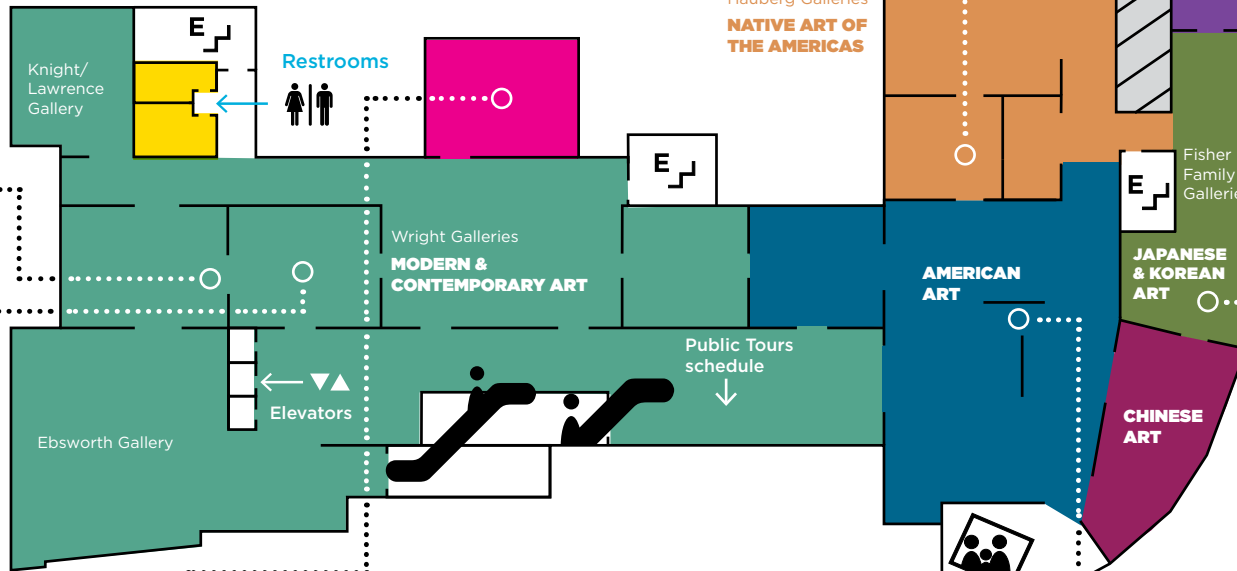 Hauberg Galleries
NATIVE ART OF
THE AMERICAS
E
Restrooms
Knight/
Lawrence
Gallery
E
Fisher
Family
Galleries
E
Wright Galleries
MODERN &
CONTEMPORARY ART
AMERICAN
ART
JAPANESE
& KOREAN
ART
Public Tours
schedule
Elevators
Ebsworth Gallery
CHINESE
ART